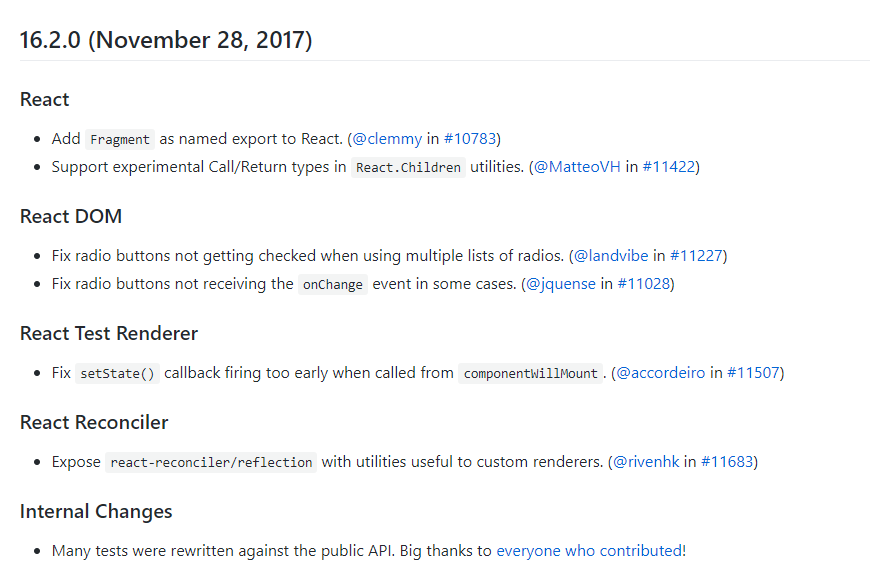 16.2.0 (November 28, 2017)
React
• Add Fragment as named export to React. (@clemmy in #10783)
• Support experimental Call/Return types in React.Children utilities. (@MatteoVH in #11422)
React DOM
• Fix radio buttons not getting checked when using multiple lists of radios. (@landvibe in #11227)
• Fix radio buttons not receiving the onChange event in some cases. (@jquense in #11028)
React Test Renderer
• Fix setState() callback firing too early when called from componentWillMount. (@accordeiro in #11507)
React Reconciler
• Expose react-reconciler/reflection with utilities useful to custom renderers. (@rivenhk in #11683)
Internal Changes
• Many tests were rewritten against the public API. Big thanks to everyone who contributed!